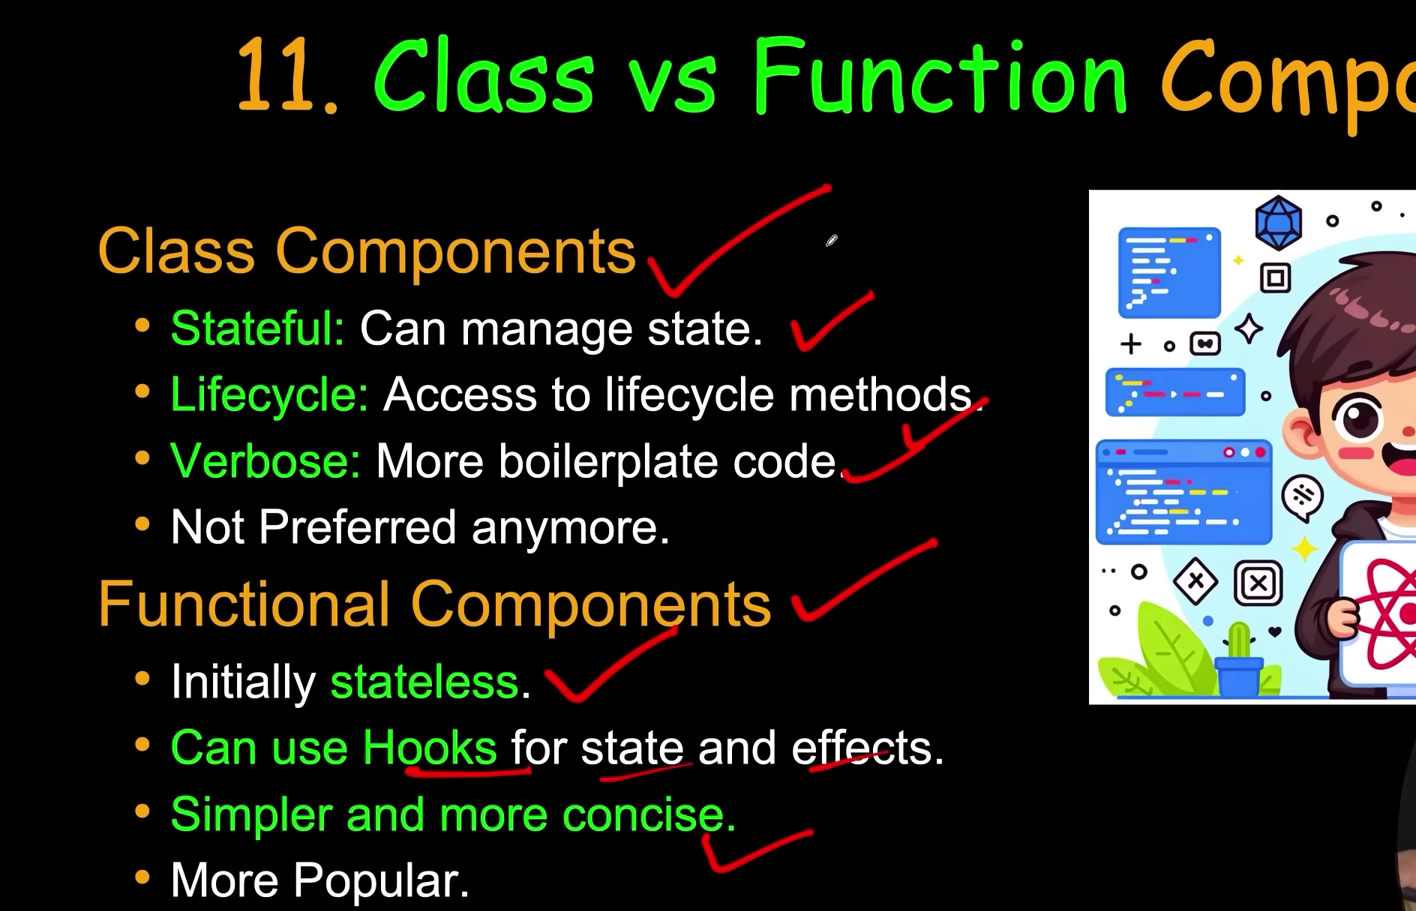 11. Class vs Function Compo
Class Components
• Stateful: Can manage state.
• Lifecycle: Access to lifecycle methods.
• Verbose: More boilerplate code.
• Not Preferred anymore.
Functional Components
• Initially stateless.
• Can use Hooks for state and effects.
• Simpler and more concise.
• More Popular.